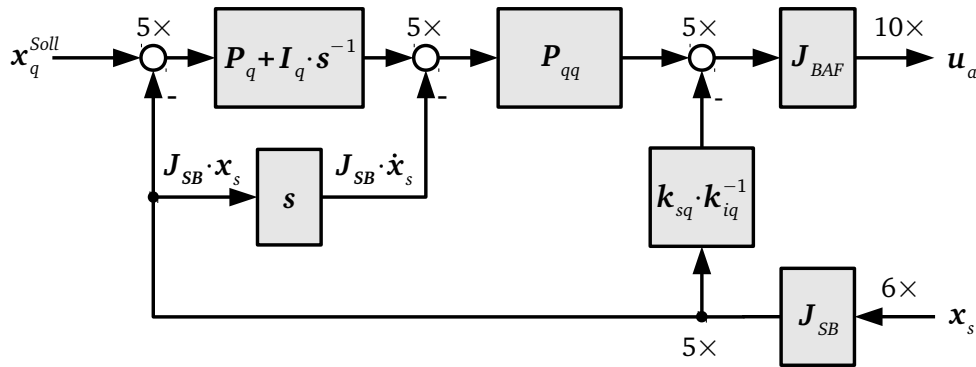 5× 5× 5× 10×
x_q^Soll P_q + I_q · s^{-1} P_qq J_BAF u_a
- - -
J_SB · x_s J_SB · ẋ_s
s k_sq · k_iq^{-1}
6×
J_SB x_s
5×